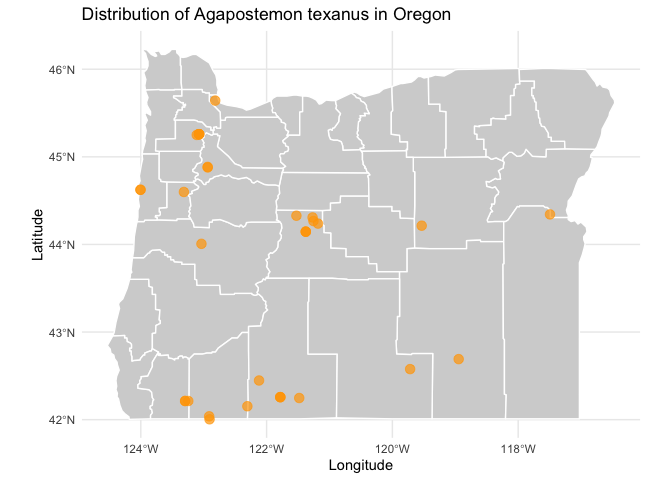 Distribution of Agapostemon texanus in Oregon
46°N
45°N
44°N
43°N
42°N
Latitude
124°W 122°W 120°W 118°W
Longitude